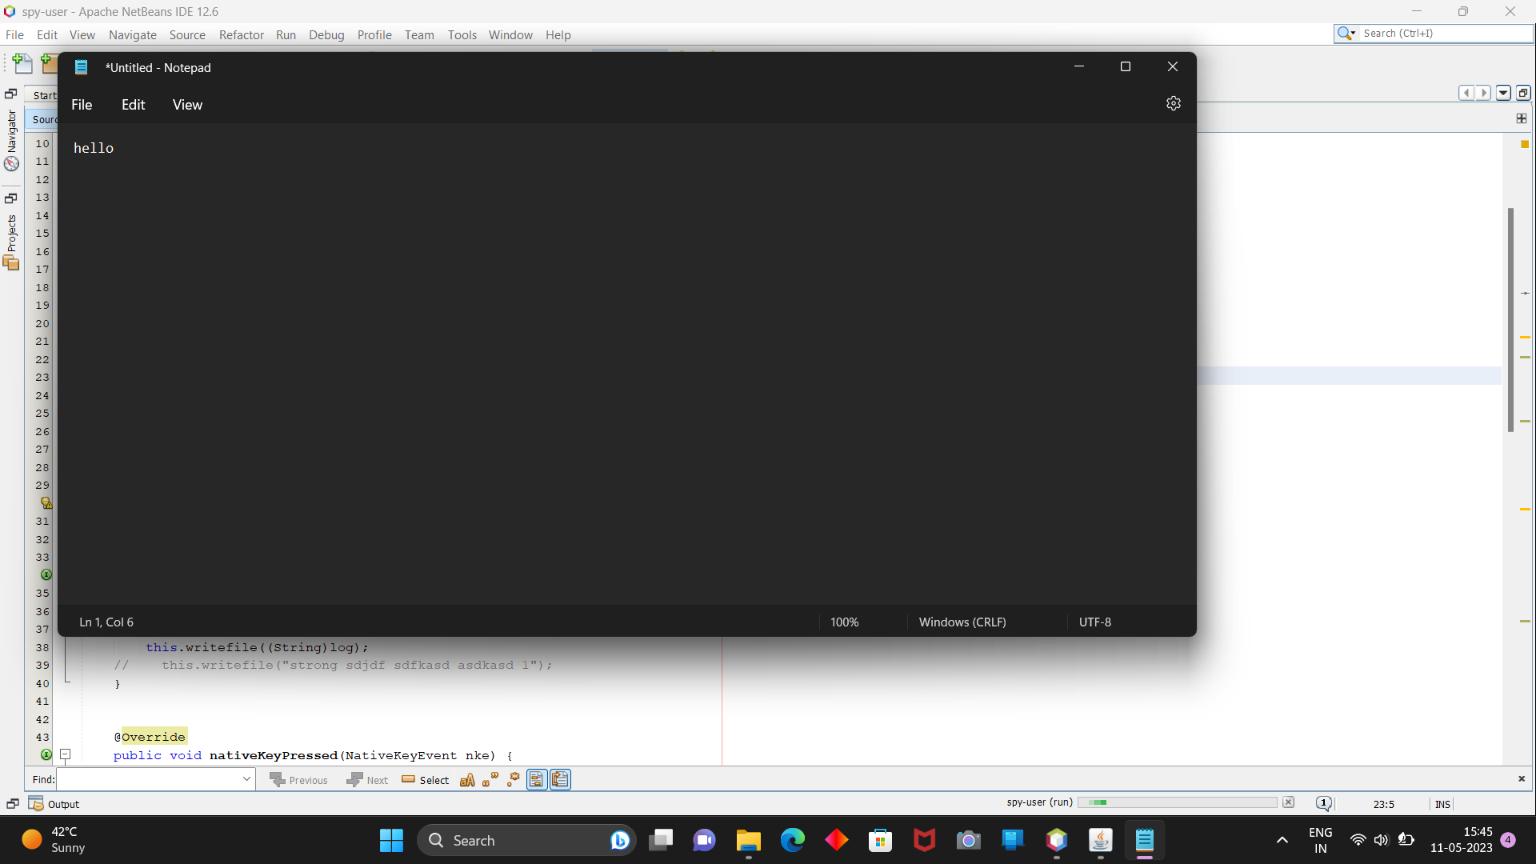 spy-user - Apache NetBeans IDE 12.6
File Edit View Navigate Source Refactor Run Debug Profile Team Tools Window Help
Search (Ctrl+I)
*Untitled - Notepad
Start
File Edit View
Sour
Navigator
hello
Projects
10
11
12
13
14
15
16
17
18
19
20
21
22
23
24
25
26
27
28
29
31
32
33
35
36
Ln 1, Col 6 100% Windows (CRLF) UTF-8
37
38 this.writefile((String)log);
39 // this.writefile("strong sdjdf sdfkasd asdkasd l");
40 }
41
42
43 @Override
public void nativeKeyPressed(NativeKeyEvent nke) {
Find: Previous Next Select
Output spy-user (run) 1 23:5 INS
42°C
Sunny
Search
ENG
IN
15:45
11-05-2023
4